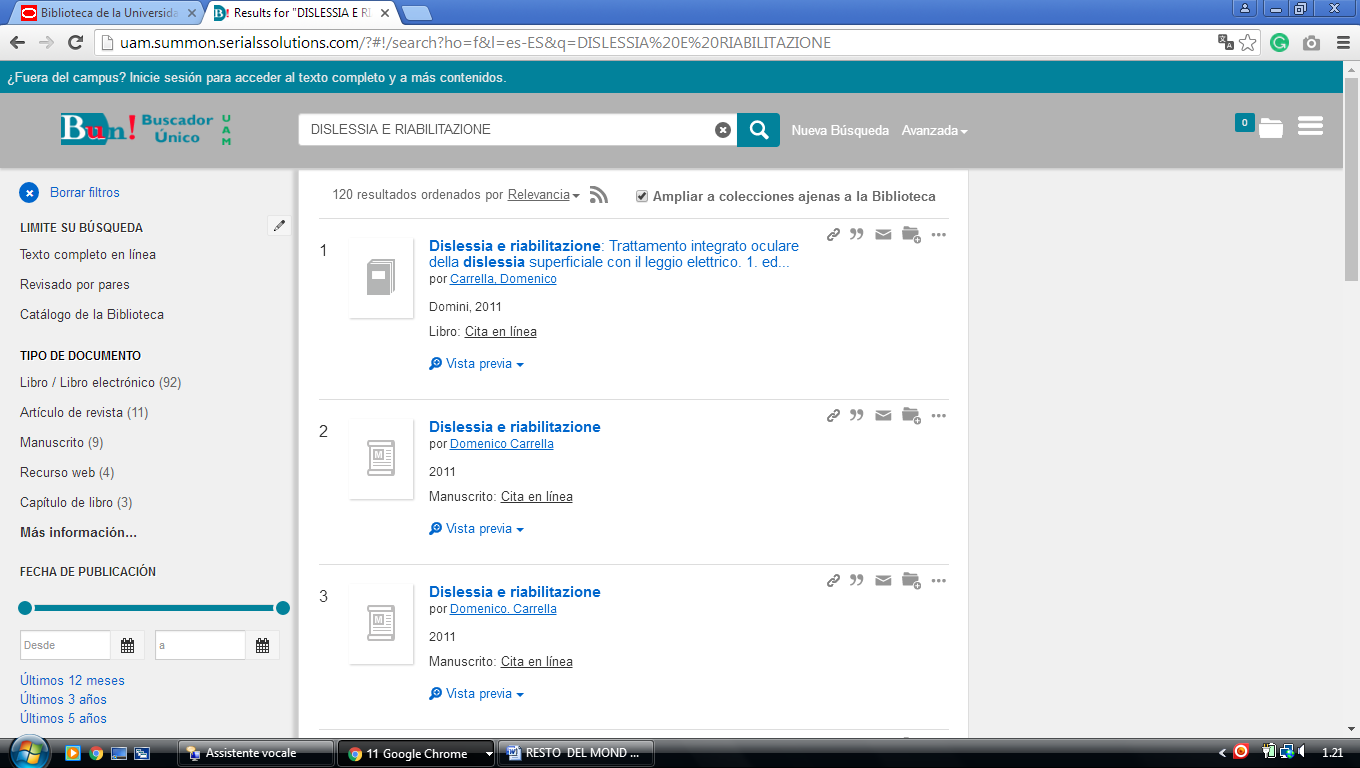 Biblioteca de la Universida
Results for "DISLESSIA E RI
uam.summon.serialssolutions.com/?#!/search?ho=f&l=es-ES&q=DISLESSIA%20E%20RIABILITAZIONE
¿Fuera del campus? Inicie sesión para acceder al texto completo y a más contenidos.
Bun! Buscador Único UAM
DISLESSIA E RIABILITAZIONE
Nueva Búsqueda Avanzada
0
Borrar filtros
LIMITE SU BÚSQUEDA
Texto completo en línea
Revisado por pares
Catálogo de la Biblioteca
TIPO DE DOCUMENTO
Libro / Libro electrónico (92)
Artículo de revista (11)
Manuscrito (9)
Recurso web (4)
Capítulo de libro (3)
Más información...
FECHA DE PUBLICACIÓN
Desde
a
Últimos 12 meses
Últimos 3 años
Últimos 5 años
120 resultados ordenados por Relevancia
Ampliar a colecciones ajenas a la Biblioteca
1
Dislessia e riabilitazione: Trattamento integrato oculare
della dislessia superficiale con il leggio elettrico. 1. ed...
por Carrella, Domenico
Domini, 2011
Libro: Cita en línea
Vista previa
2
Dislessia e riabilitazione
por Domenico Carrella
2011
Manuscrito: Cita en línea
Vista previa
3
Dislessia e riabilitazione
por Domenico. Carrella
2011
Manuscrito: Cita en línea
Vista previa
Assistente vocale
11 Google Chrome
RESTO DEL MOND ...
1.21